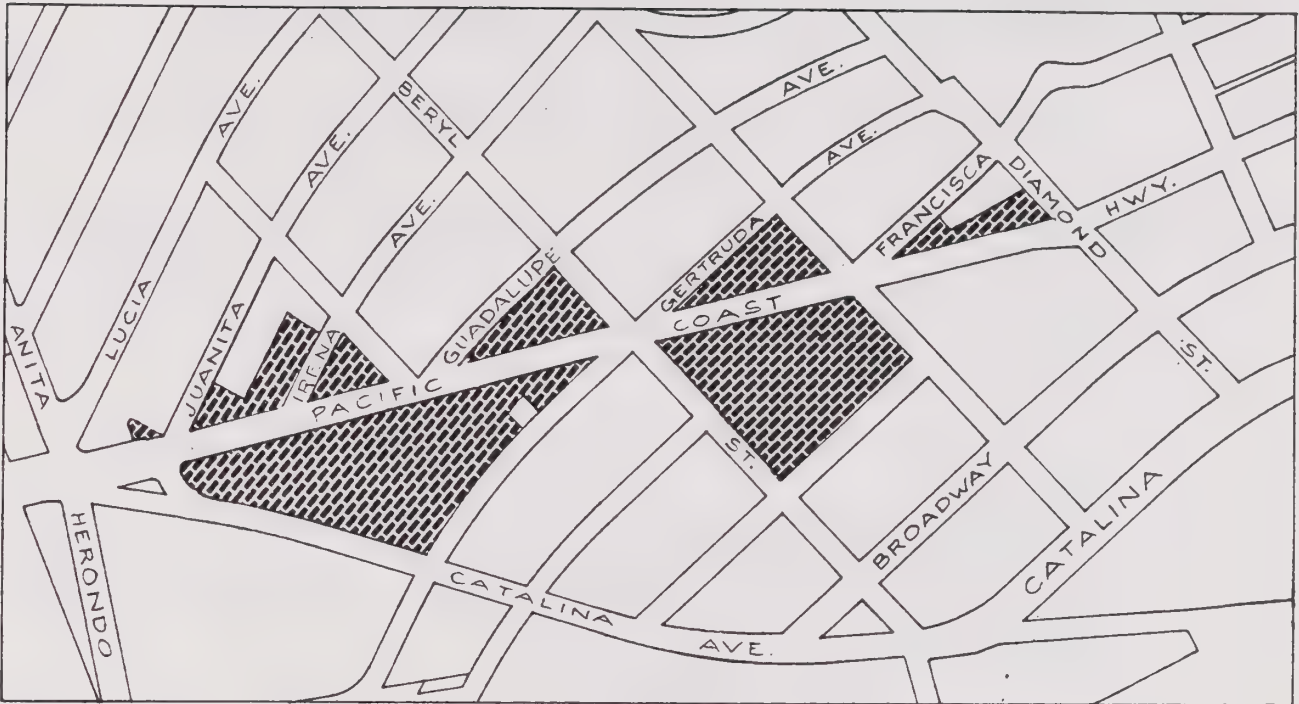 AVE.
BERYL
AVE.
AVE.
AVE.
AVE.
GUADALUPE
GERTRUDA
FRANCISCA
DIAMOND
HWY.
ST.
ANITA
LUCIA
JUANITA
IRENA
PACIFIC
COAST
ST.
HERONDO
CATALINA
AVE.
BROADWAY
CATALINA